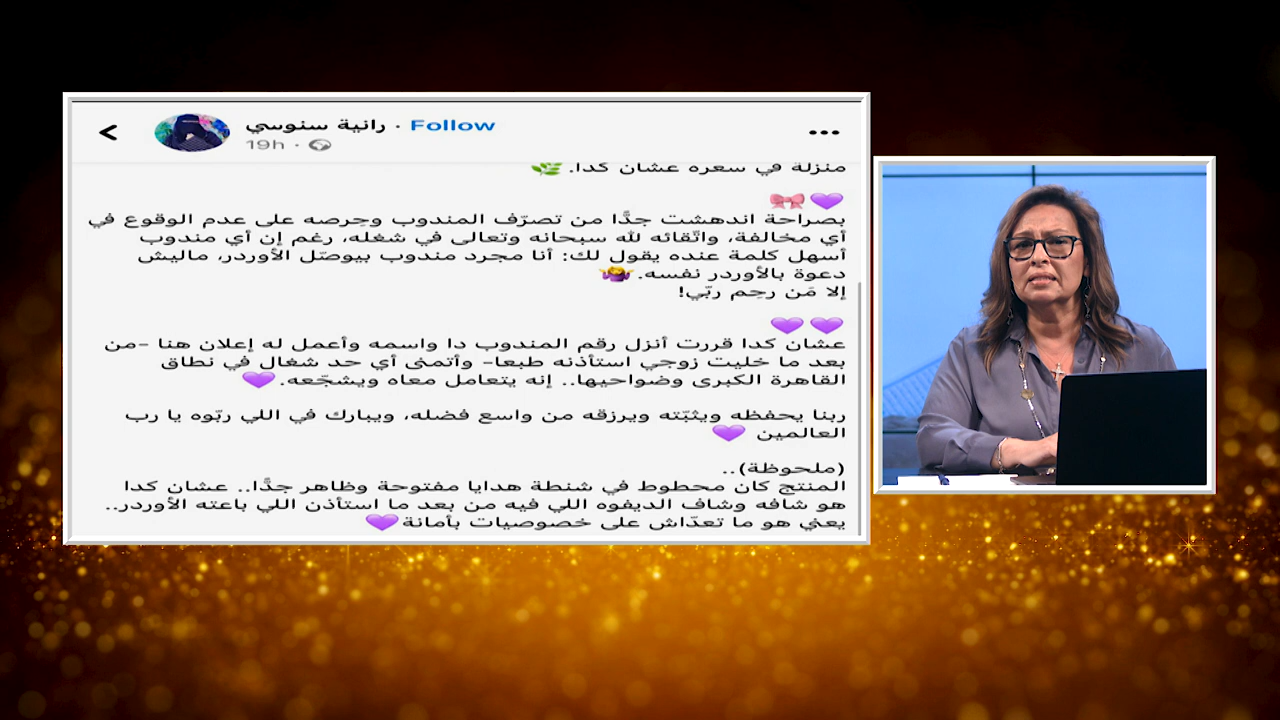 رانية سنوسي · Follow
19h ·
منزلة في سعره عشان كدا.
بصراحة اندهشت جدًّا من تصرّف المندوب وحِرصه على عدم الوقوع في
أي مخالفة، واتّقائه لله سبحانه وتعالى في شغله، رغم إن أي مندوب
أسهل كلمة عنده يقول لك: أنا مجرد مندوب بيوصّل الأوردر، ماليش
دعوة بالأوردر نفسه.
إلا مَن رحِم ربّي!
عشان كدا قررت أنزل رقم المندوب دا واسمه وأعمل له إعلان هنا -من
بعد ما خليت زوجي استأذنه طبعا- وأتمنى أي حد شغال في نطاق
القاهرة الكبرى وضواحيها.. إنه يتعامل معاه ويشجّعه.
ربنا يحفظه ويثبّته ويرزقه من واسع فضله، ويبارك في اللي ربّوه يا رب
العالمين
(ملحوظة)..
المنتج كان محطوط في شنطة هدايا مفتوحة وظاهر جدًّا.. عشان كدا
هو شافه وشاف الديفوه اللي فيه من بعد ما استأذن اللي باعته الأوردر..
يعني هو ما تعدّاش على خصوصيات بأمانة